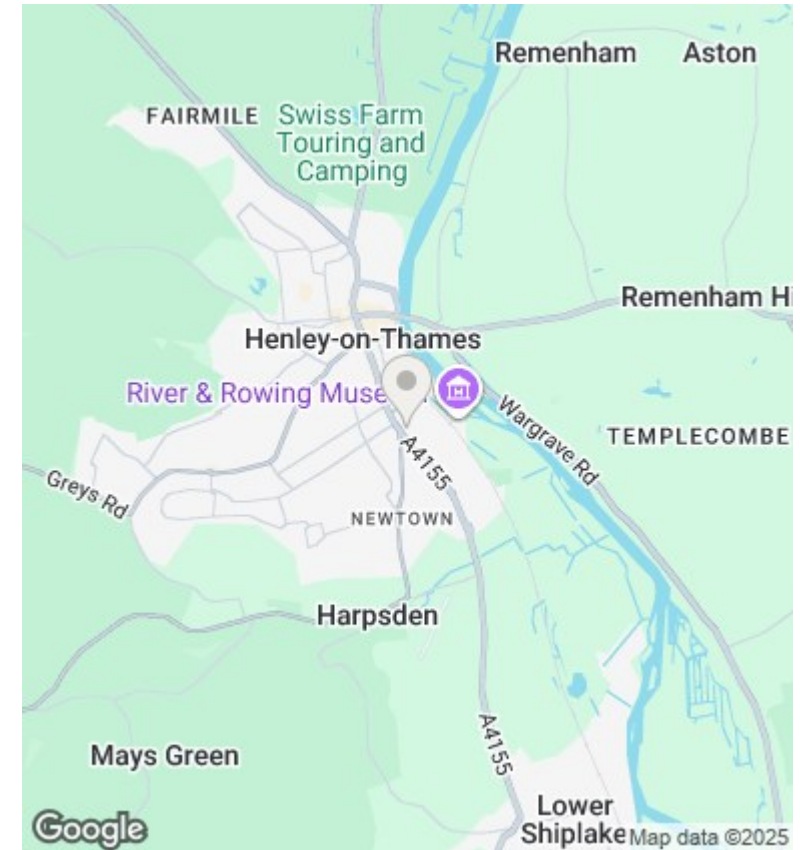 Remenham Aston
FAIRMILE
Swiss Farm
Touring and
Camping
Remenham Hi
Henley-on-Thames
River & Rowing Muse
Wargrave Rd
TEMPLECOMBE
A4155
Greys Rd
NEWTOWN
Harpsden
A4155
Mays Green
Lower
Shiplake
Google
Map data ©2025